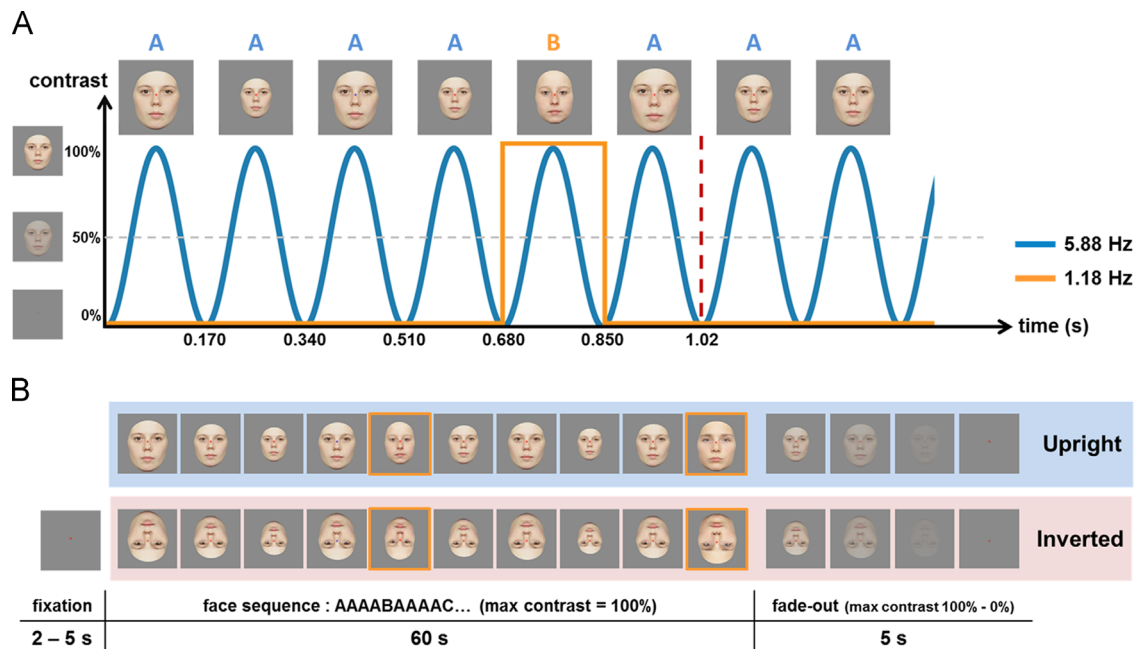 A
A A A A B A A A
contrast
100%
50%
0%
5.88 Hz
1.18 Hz
0.170 0.340 0.510 0.680 0.850 1.02
time (s)
B
Upright
Inverted
fixation face sequence : AAAABAAAAC... (max contrast = 100%) fade-out (max contrast 100% - 0%)
2 – 5 s 60 s 5 s